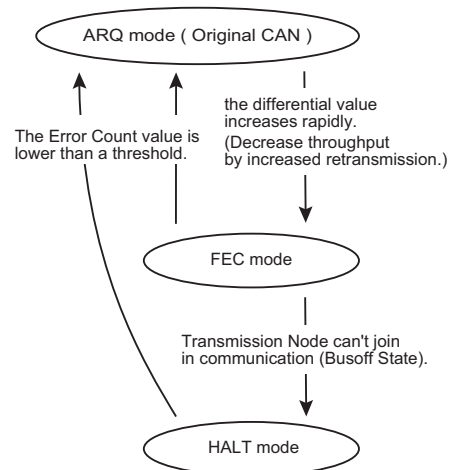 ARQ mode ( Original CAN )
the differential value
increases rapidly.
(Decrease throughput
by increased retransmission.)
The Error Count value is
lower than a threshold.
FEC mode
Transmission Node can't join
in communication (Busoff State).
HALT mode